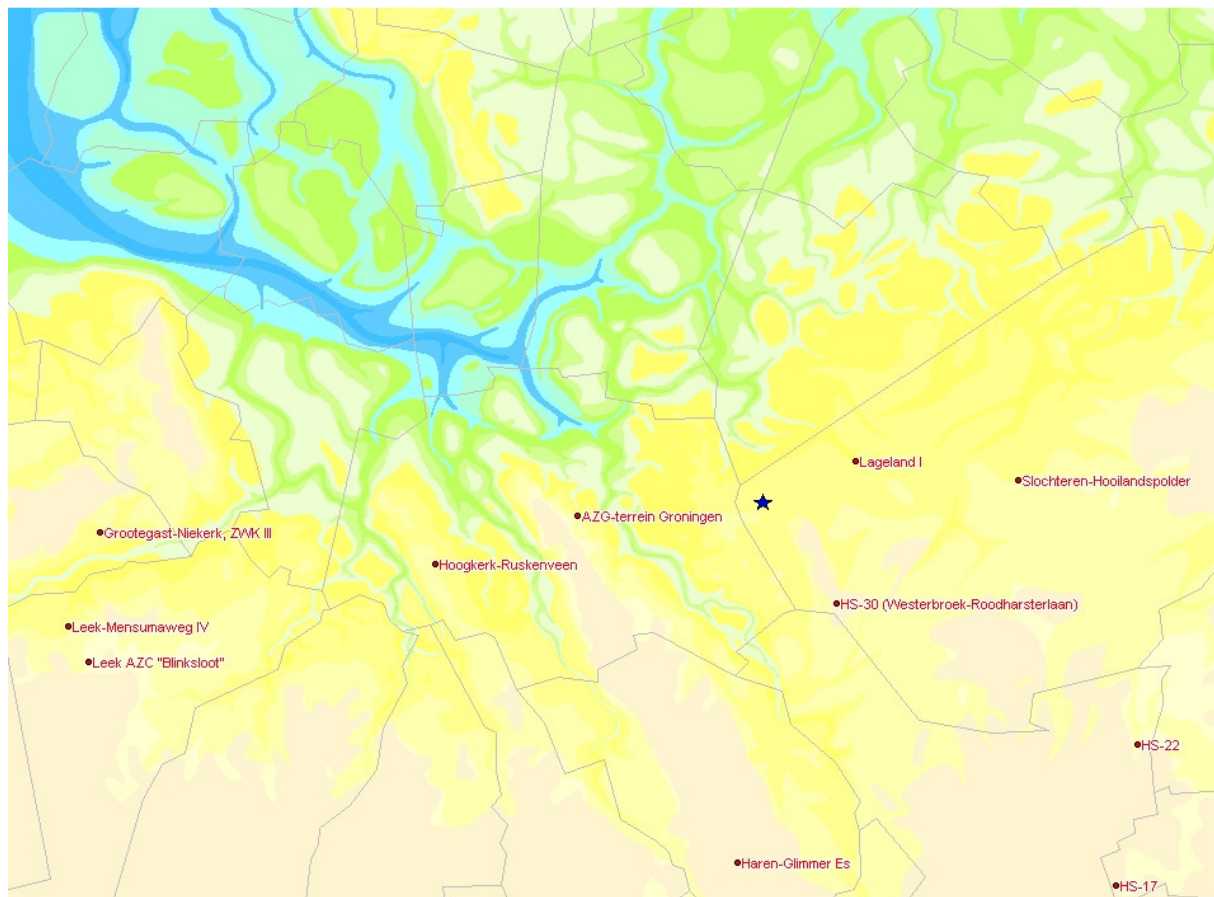 Lageland I
Slochteren-Hooilandspolder
AZG-terrein Groningen
Grootegast-Niekerk, ZWK III
Hoogkerk-Ruskenveen
HS-30 (Westerbroek-Roodharsterlaan)
Leek-Mensumaweg IV
Leek AZC "Blinksloot"
HS-22
Haren-Glimmer Es
HS-17